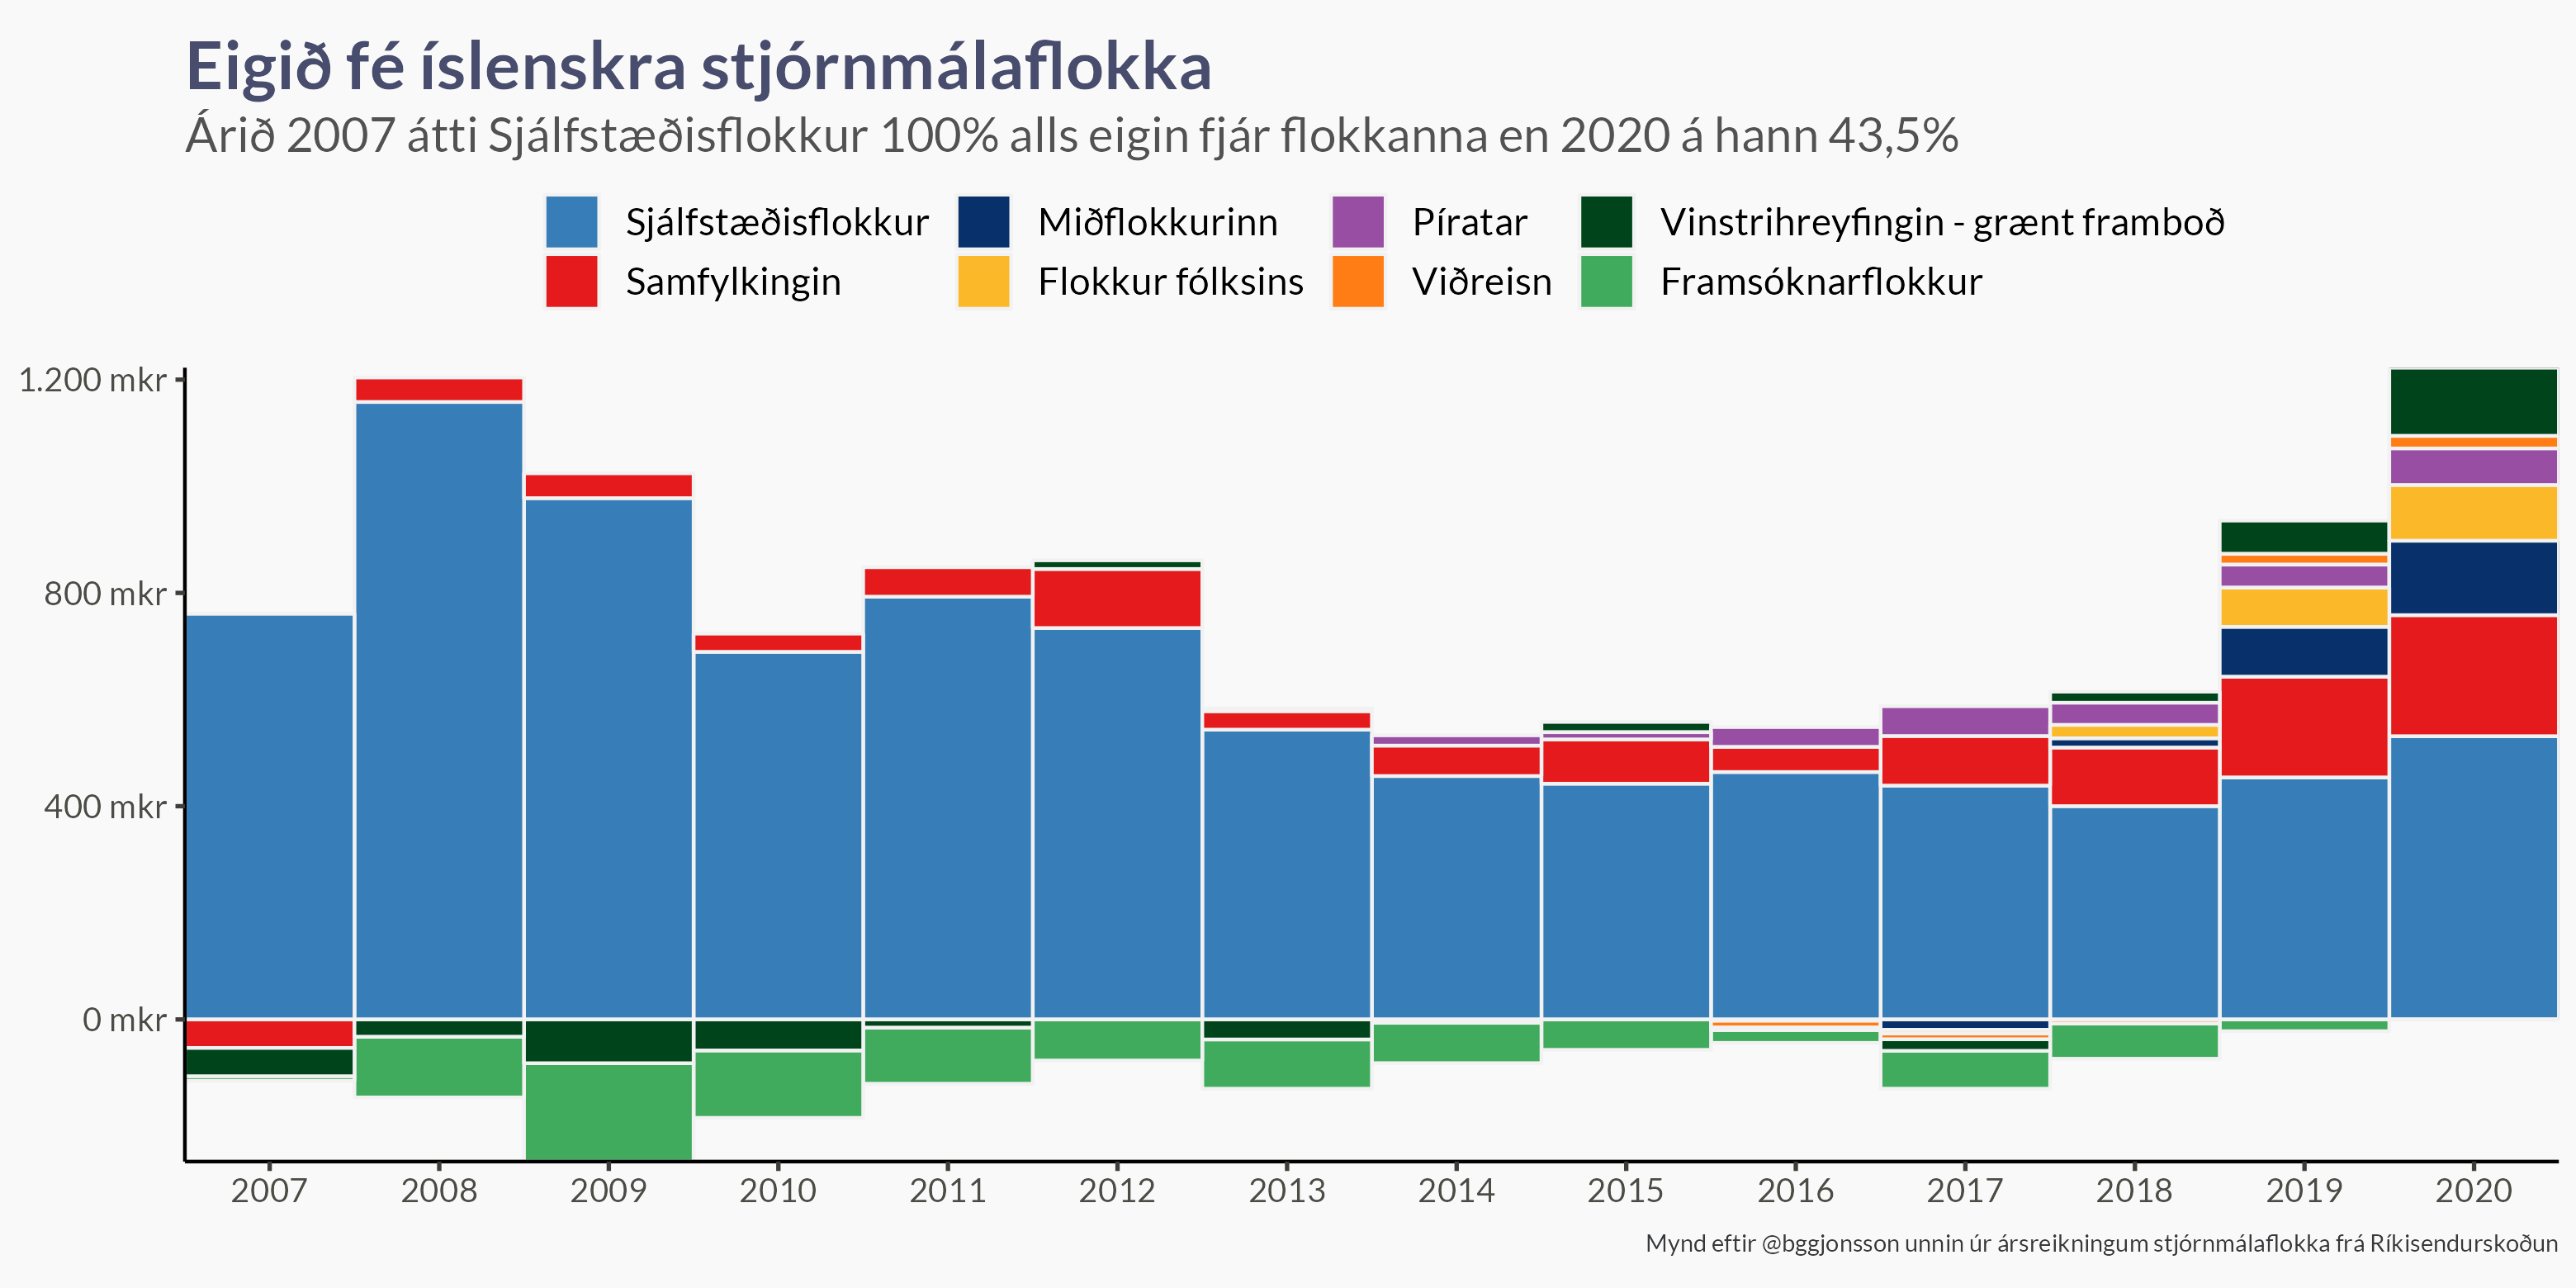 Eigið fé íslenskra stjórnmálaflokka
Árið 2007 átti Sjálfstæðisflokkur 100% alls eigin fjár flokkanna en 2020 á hann 43,5%
Sjálfstæðisflokkur Miðflokkurinn Píratar Vinstrihreyfingin - grænt framboð
Samfylkingin Flokkur fólksins Viðreisn Framsóknarflokkur
1.200 mkr
800 mkr
400 mkr
0 mkr
2007 2008 2009 2010 2011 2012 2013 2014 2015 2016 2017 2018 2019 2020
Mynd eftir @bggjonsson unnin úr ársreikningum stjórnmálaflokka frá Ríkisendurskoðun